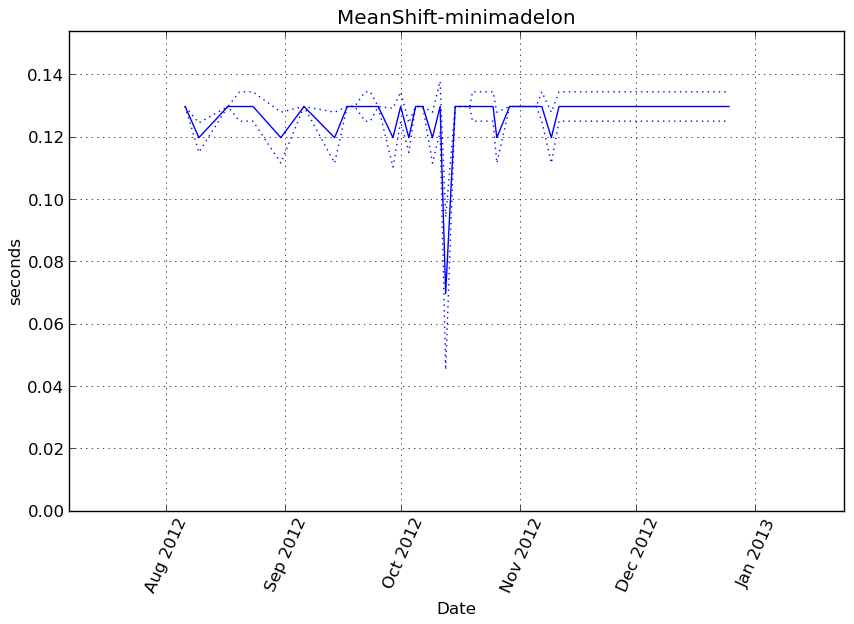 MeanShift-minimadelon
0.14
0.12
0.10
0.08
0.06
0.04
0.02
0.00
seconds
Aug 2012
Sep 2012
Oct 2012
Nov 2012
Dec 2012
Jan 2013
Date